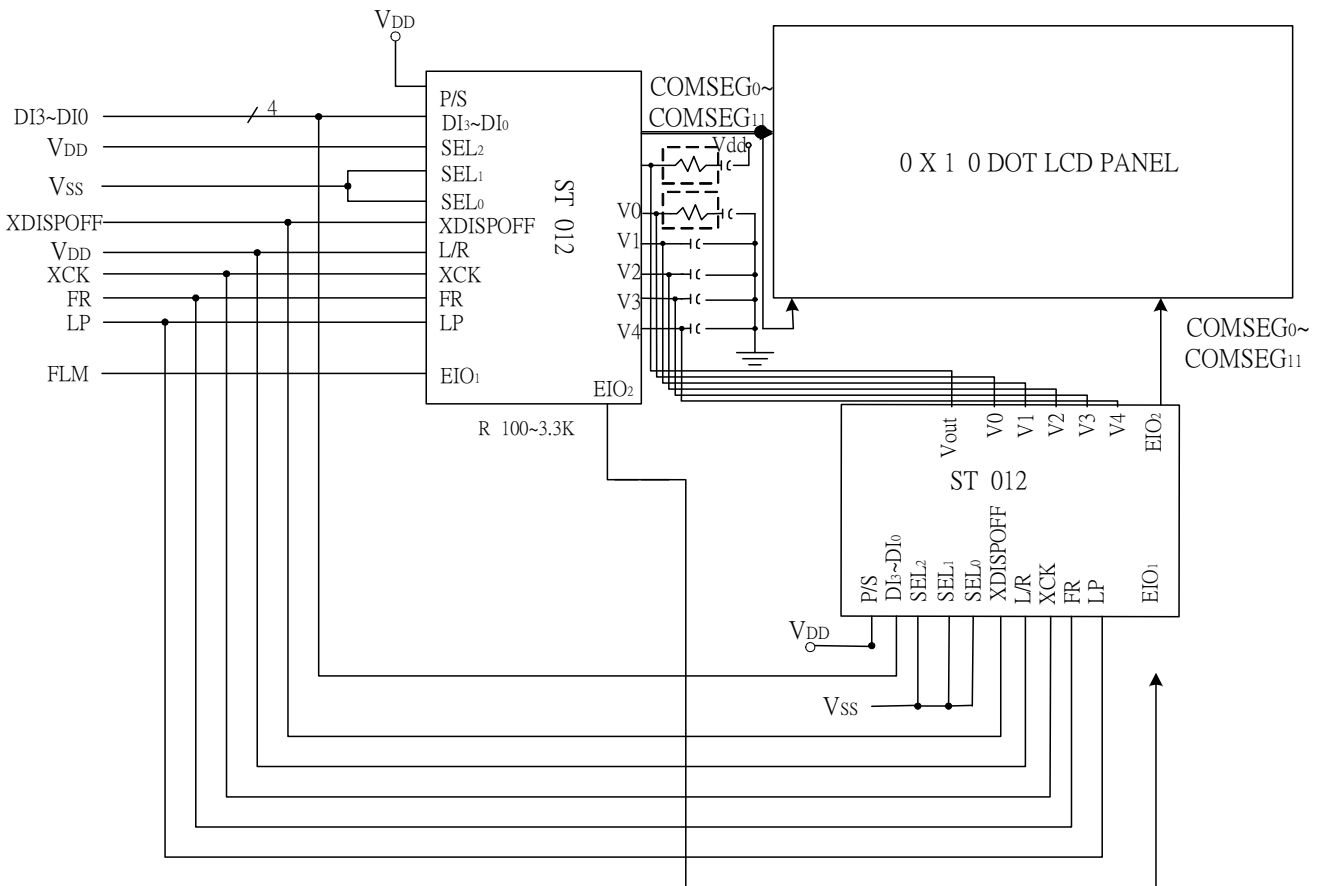 VDD
DI3~DI0
4
VDD
VSS
XDISPOFF
VDD
XCK
FR
LP
FLM
P/S
DI3~DI0
SEL2
SEL1
SEL0
XDISPOFF
L/R
XCK
FR
LP
EIO1
ST 012
V0
V1
V2
V3
V4
EIO2
R 100~3.3K
COMSEG0~
COMSEG11
Vdd
0 X 1 0 DOT LCD PANEL
COMSEG0~
COMSEG11
Vout
V0
V1
V2
V3
V4
EIO2
ST 012
P/S
DI3~DI0
SEL2
SEL1
SEL0
XDISPOFF
L/R
XCK
FR
LP
EIO1
VDD
VSS